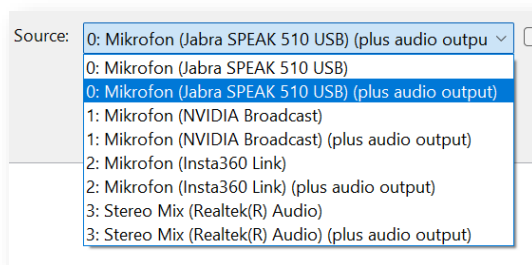 Source: 0: Mikrofon (Jabra SPEAK 510 USB) (plus audio outpu
0: Mikrofon (Jabra SPEAK 510 USB)
0: Mikrofon (Jabra SPEAK 510 USB) (plus audio output)
1: Mikrofon (NVIDIA Broadcast)
1: Mikrofon (NVIDIA Broadcast) (plus audio output)
2: Mikrofon (Insta360 Link)
2: Mikrofon (Insta360 Link) (plus audio output)
3: Stereo Mix (Realtek(R) Audio)
3: Stereo Mix (Realtek(R) Audio) (plus audio output)